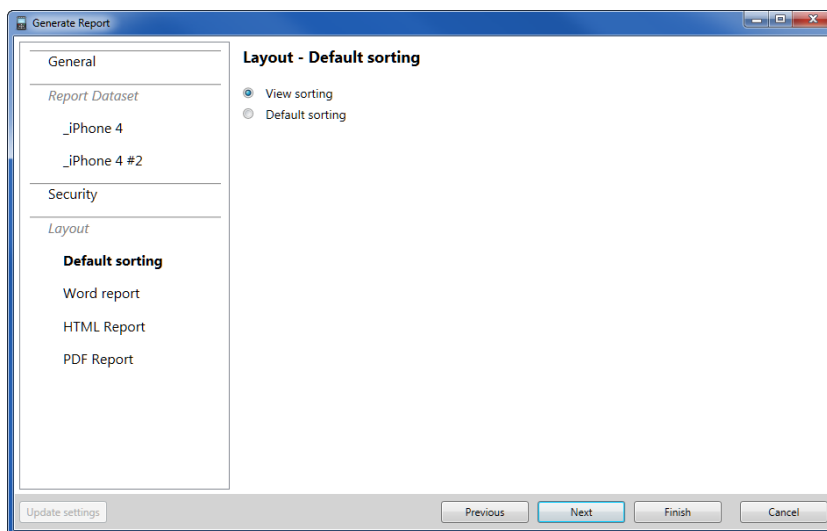 Generate Report
General
Report Dataset
_iPhone 4
_iPhone 4 #2
Security
Layout
Default sorting
Word report
HTML Report
PDF Report
Layout - Default sorting
View sorting
Default sorting
Update settings
Previous
Next
Finish
Cancel